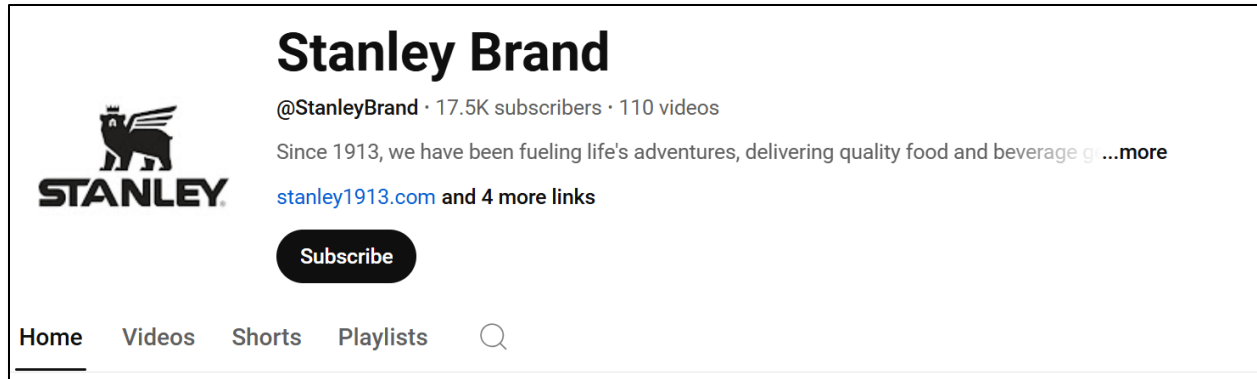 Stanley Brand
@StanleyBrand · 17.5K subscribers · 110 videos
Since 1913, we have been fueling life's adventures, delivering quality food and beverage ...more
stanley1913.com and 4 more links
STANLEY®
Subscribe
Home Videos Shorts Playlists